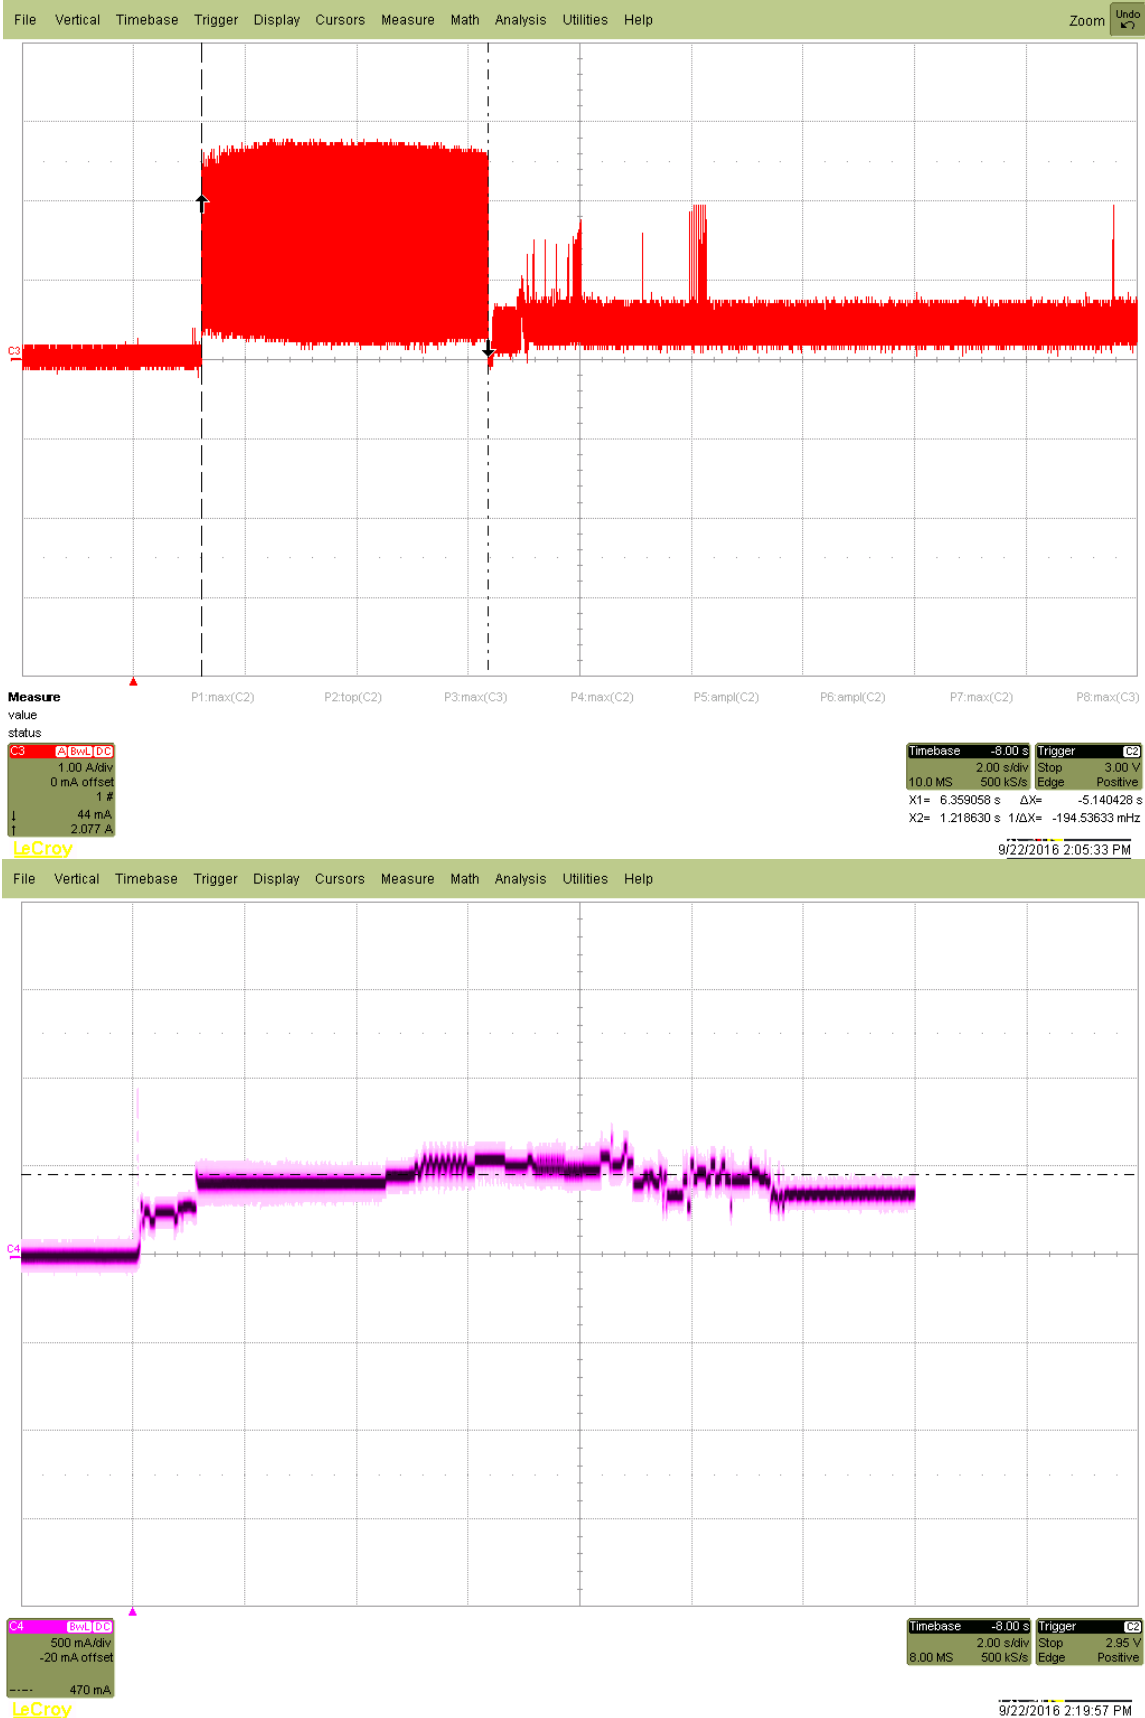 File Vertical Timebase Trigger Display Cursors Measure Math Analysis Utilities Help Zoom Undo
C3
Measure P1:max(C2) P2:top(C2) P3:max(C3) P4:max(C2) P5:ampl(C2) P6:ampl(C2) P7:max(C2) P8:max(C3)
value
status
C3 A BwL DC
1.00 A/div
0 mA offset
1 #
↓ 44 mA
↑ 2.077 A
LeCroy
Timebase -8.00 s
2.00 s/div
10.0 MS 500 kS/s
Trigger C2
Stop 3.00 V
Edge Positive
X1= 6.359058 s ΔX= -5.140428 s
X2= 1.218630 s 1/ΔX= -194.53633 mHz
9/22/2016 2:05:33 PM
File Vertical Timebase Trigger Display Cursors Measure Math Analysis Utilities Help
C4
C4 BwL DC
500 mA/div
-20 mA offset
470 mA
LeCroy
Timebase -8.00 s
2.00 s/div
8.00 MS 500 kS/s
Trigger C2
Stop 2.95 V
Edge Positive
9/22/2016 2:19:57 PM